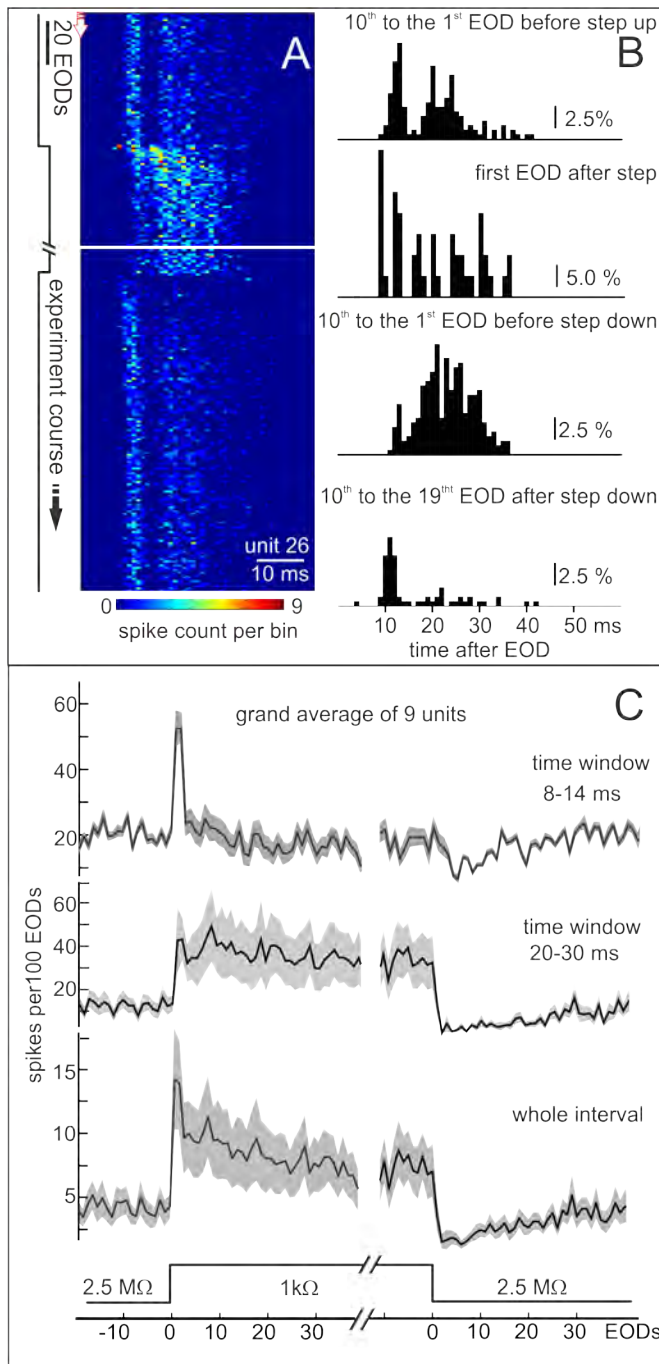 20 EODs
experiment course
A
unit 26
10 ms
0 9
spike count per bin
B
10th to the 1st EOD before step up
2.5%
first EOD after step
5.0 %
10th to the 1st EOD before step down
2.5 %
10th to the 19tht EOD after step down
2.5 %
10 20 30 40 50 ms
time after EOD
C
grand average of 9 units
60
50
40
20
10
time window
8-14 ms
60
40
20
time window
20-30 ms
spikes per100 EODs
15
10
5
whole interval
2.5 MΩ 1kΩ 2.5 MΩ
-10 0 10 20 30 0 10 20 30 EODs